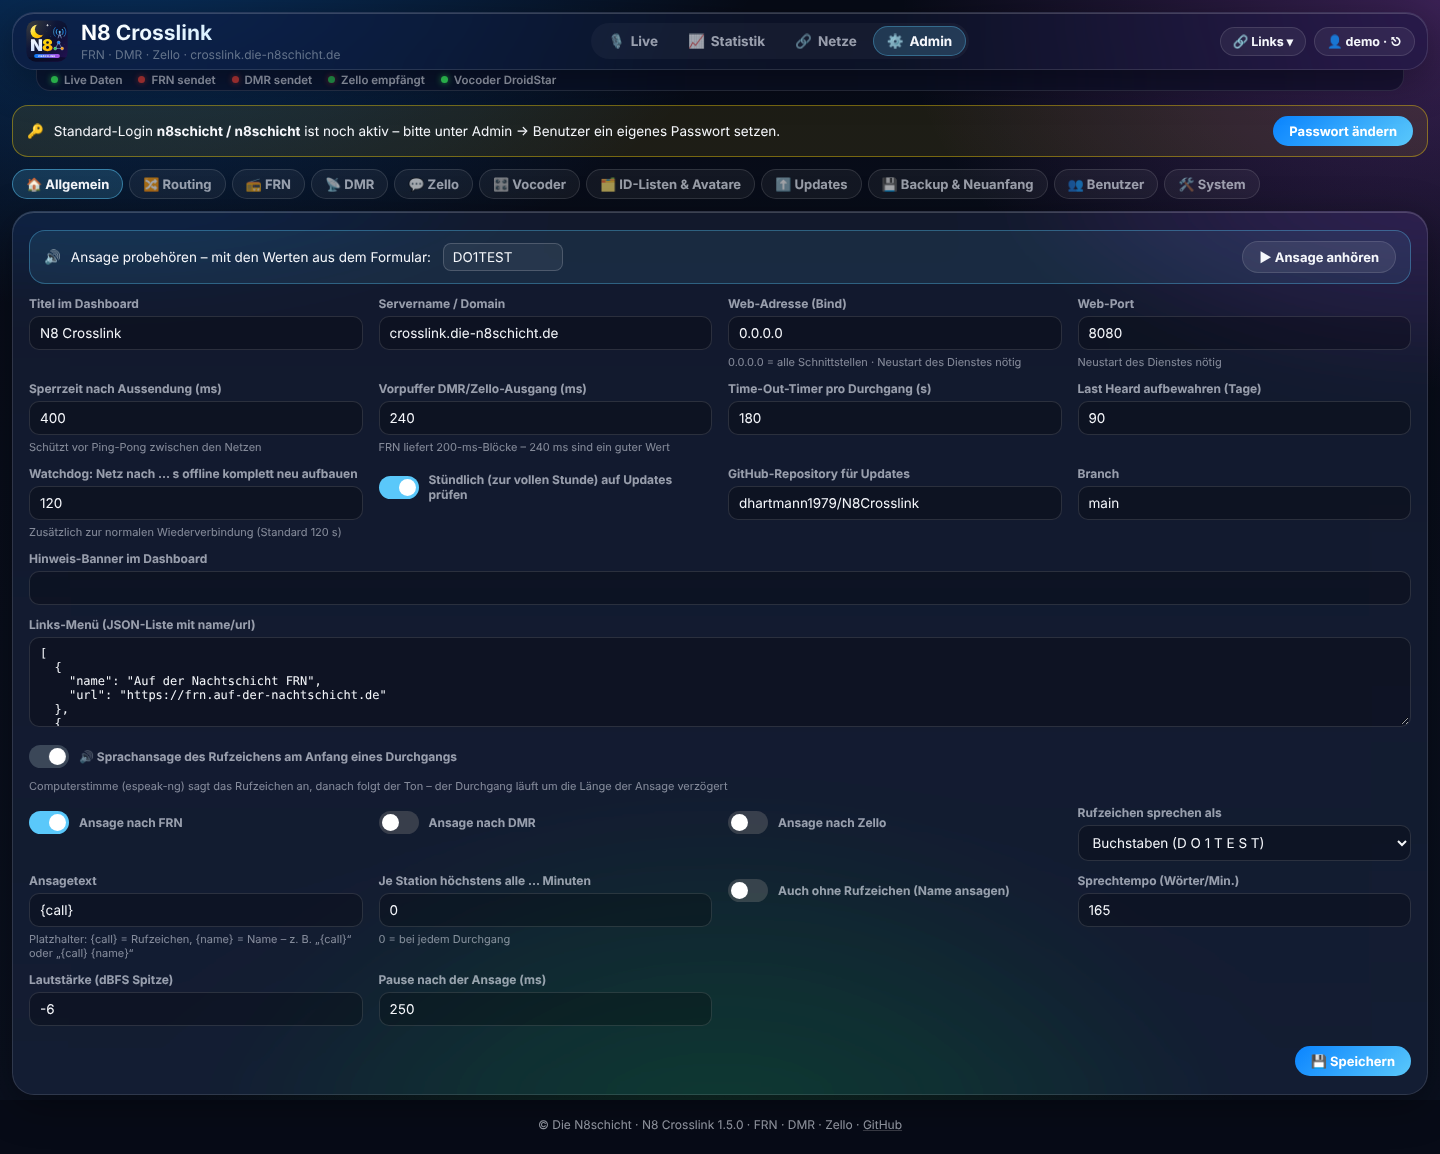 N8 Crosslink
FRN · DMR · Zello · crosslink.die-n8schicht.de
Live
Statistik
Netze
Admin
Links ▾
demo ·
Live Daten
FRN sendet
DMR sendet
Zello empfängt
Vocoder DroidStar
Standard-Login n8schicht / n8schicht ist noch aktiv – bitte unter Admin → Benutzer ein eigenes Passwort setzen.
Passwort ändern
Allgemein
Routing
FRN
DMR
Zello
Vocoder
ID-Listen & Avatare
Updates
Backup & Neuanfang
Benutzer
System
Ansage probehören – mit den Werten aus dem Formular:
DO1TEST
▶ Ansage anhören
Titel im Dashboard
Servername / Domain
Web-Adresse (Bind)
Web-Port
N8 Crosslink
crosslink.die-n8schicht.de
0.0.0.0
8080
0.0.0.0 = alle Schnittstellen · Neustart des Dienstes nötig
Neustart des Dienstes nötig
Sperrzeit nach Aussendung (ms)
Vorpuffer DMR/Zello-Ausgang (ms)
Time-Out-Timer pro Durchgang (s)
Last Heard aufbewahren (Tage)
400
240
180
90
Schützt vor Ping-Pong zwischen den Netzen
FRN liefert 200-ms-Blöcke – 240 ms sind ein guter Wert
Watchdog: Netz nach ... s offline komplett neu aufbauen
Stündlich (zur vollen Stunde) auf Updates
prüfen
GitHub-Repository für Updates
Branch
120
dhartmann1979/N8Crosslink
main
Zusätzlich zur normalen Wiederverbindung (Standard 120 s)
Hinweis-Banner im Dashboard
Links-Menü (JSON-Liste mit name/url)
[
{
"name": "Auf der Nachtschicht FRN",
"url": "https://frn.auf-der-nachtschicht.de"
},
{
Sprachansage des Rufzeichens am Anfang eines Durchgangs
Computerstimme (espeak-ng) sagt das Rufzeichen an, danach folgt der Ton – der Durchgang läuft um die Länge der Ansage verzögert
Ansage nach FRN
Ansage nach DMR
Ansage nach Zello
Rufzeichen sprechen als
Buchstaben (D O 1 T E S T)
Ansagetext
Je Station höchstens alle ... Minuten
Auch ohne Rufzeichen (Name ansagen)
Sprechtempo (Wörter/Min.)
{call}
0
165
Platzhalter: {call} = Rufzeichen, {name} = Name – z. B. „{call}“
oder „{call} {name}“
0 = bei jedem Durchgang
Lautstärke (dBFS Spitze)
Pause nach der Ansage (ms)
-6
250
Speichern
© Die N8schicht · N8 Crosslink 1.5.0 · FRN · DMR · Zello · GitHub